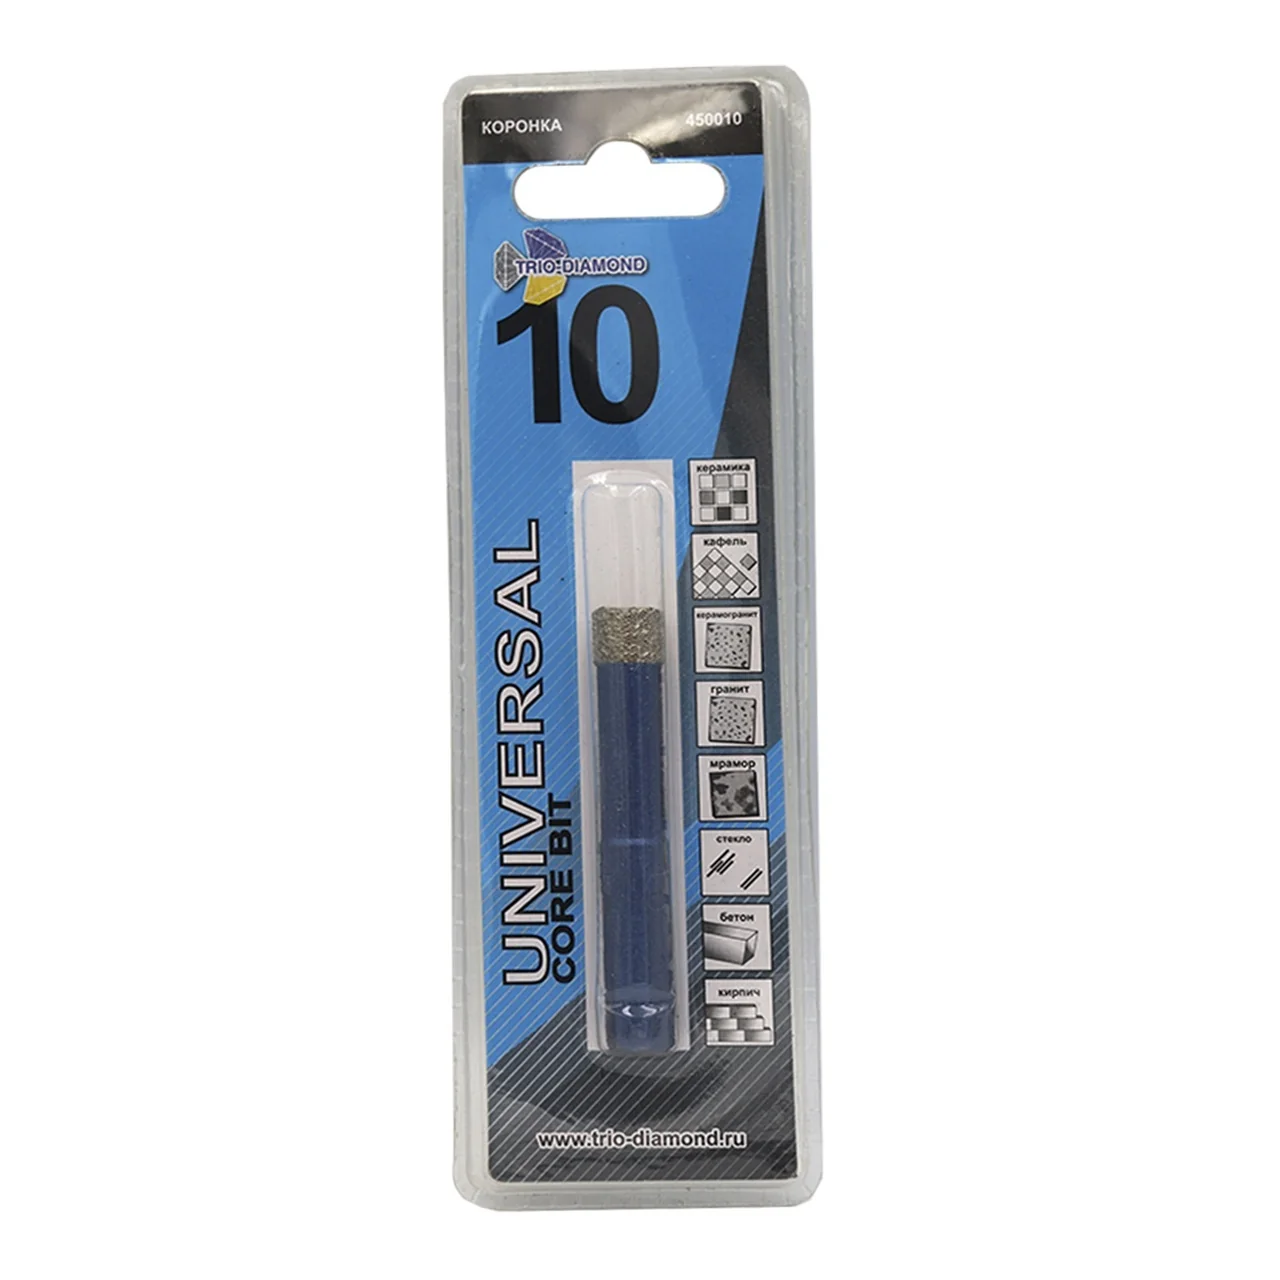 КОРОНКА 450010
TRIO-DIAMOND
10
UNIVERSAL
CORE BIT
керамика
кафель
керамогранит
гранит
мрамор
стекло
бетон
кирпич
www.trio-diamond.ru